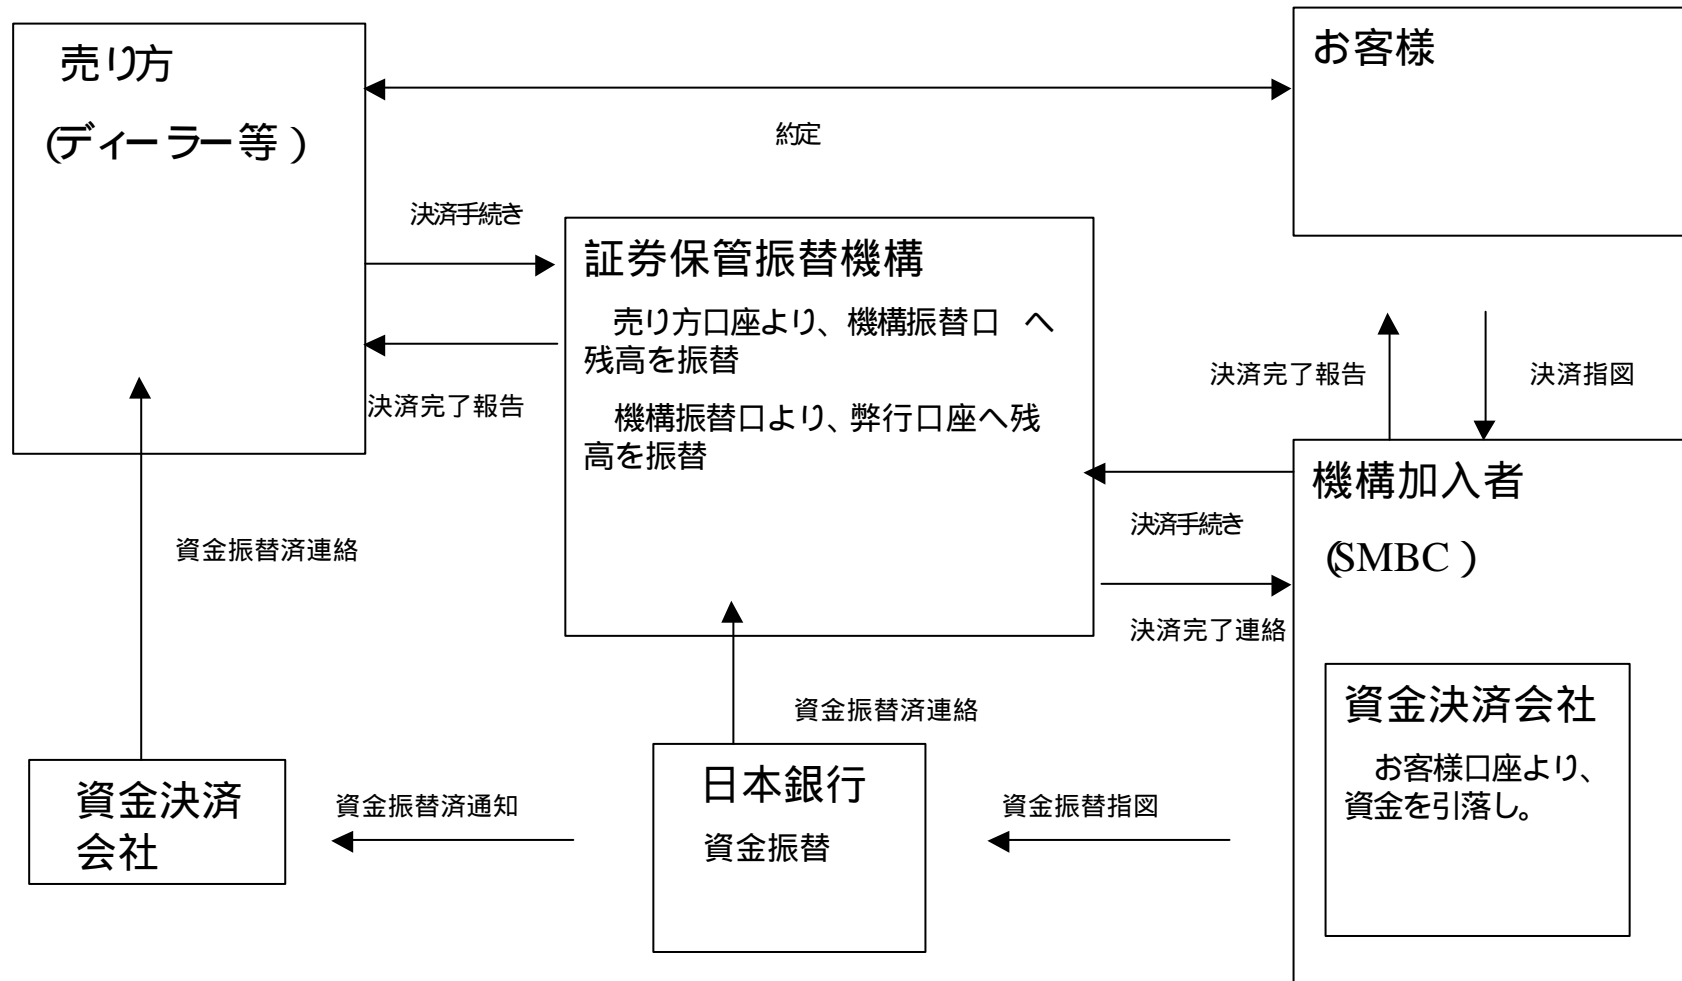 売り方
(ディーラー等)
お客様
約定
決済手続き
証券保管振替機構
売り方口座より、機構振替口 へ
残高を振替
機構振替口より、弊行口座へ残
高を振替
決済完了報告
決済完了報告
決済指図
機構加入者
(SMBC)
決済手続き
決済完了連絡
資金振替済連絡
資金振替済連絡
資金決済会社
お客様口座より、
資金を引落し。
資金決済
会社
資金振替済通知
日本銀行
資金振替
資金振替指図